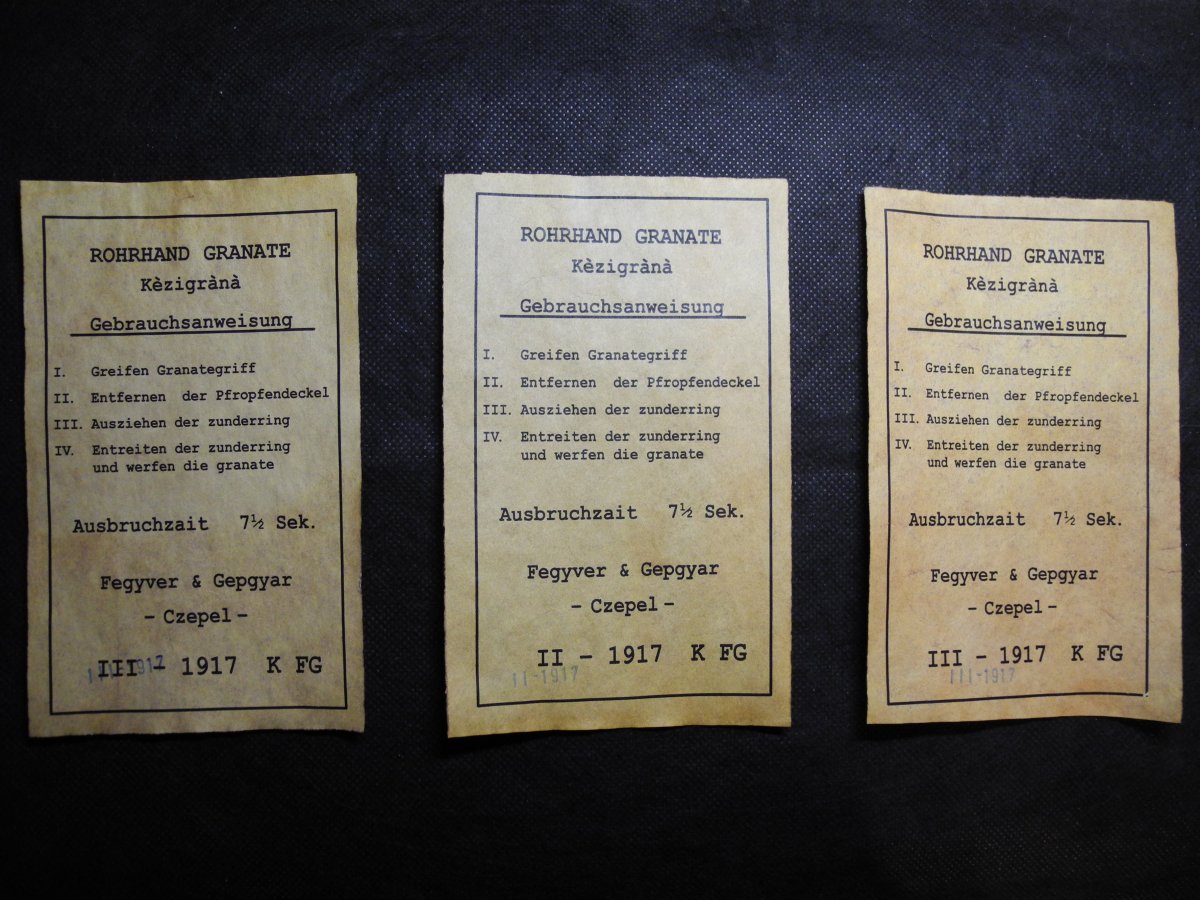 ROHRHAND GRANATE
Kèzigrànà
Gebrauchsanweisung
I. Greifen Granategriff
II. Entfernen der Pfropfendeckel
III. Ausziehen der zunderring
IV. Entreiten der zunderring
und werfen die granate
Ausbruchzait 7½ Sek.
Fegyver & Gepgyar
- Czepel -
III - 1917 K FG
ROHRHAND GRANATE
Kèzigrànà
Gebrauchsanweisung
I. Greifen Granategriff
II. Entfernen der Pfropfendeckel
III. Ausziehen der zunderring
IV. Entreiten der zunderring
und werfen die granate
Ausbruchzait 7½ Sek.
Fegyver & Gepgyar
- Czepel -
II - 1917 K FG
II-1917
ROHRHAND GRANATE
Kèzigrànà
Gebrauchsanweisung
I. Greifen Granategriff
II. Entfernen der Pfropfendeckel
III. Ausziehen der zunderring
IV. Entreiten der zunderring
und werfen die granate
Ausbruchzait 7½ Sek.
Fegyver & Gepgyar
- Czepel -
III - 1917 K FG
III-1917